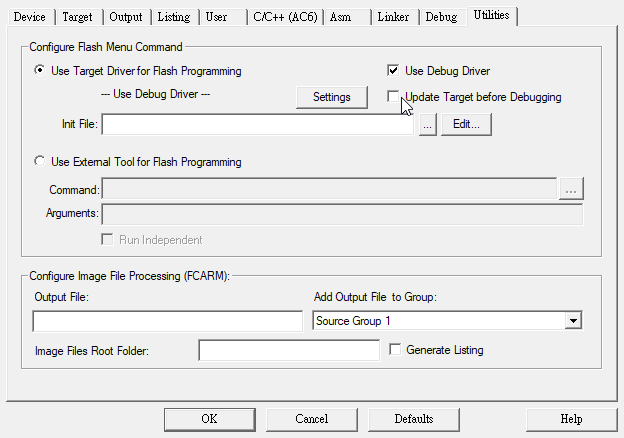 Device Target Output Listing User C/C++ (AC6) Asm Linker Debug Utilities
Configure Flash Menu Command
Use Target Driver for Flash Programming Use Debug Driver
--- Use Debug Driver --- Settings Update Target before Debugging
Init File: ... Edit...
Use External Tool for Flash Programming
Command: ...
Arguments:
Run Independent
Configure Image File Processing (FCARM):
Output File: Add Output File to Group:
Source Group 1
Image Files Root Folder: Generate Listing
OK Cancel Defaults Help